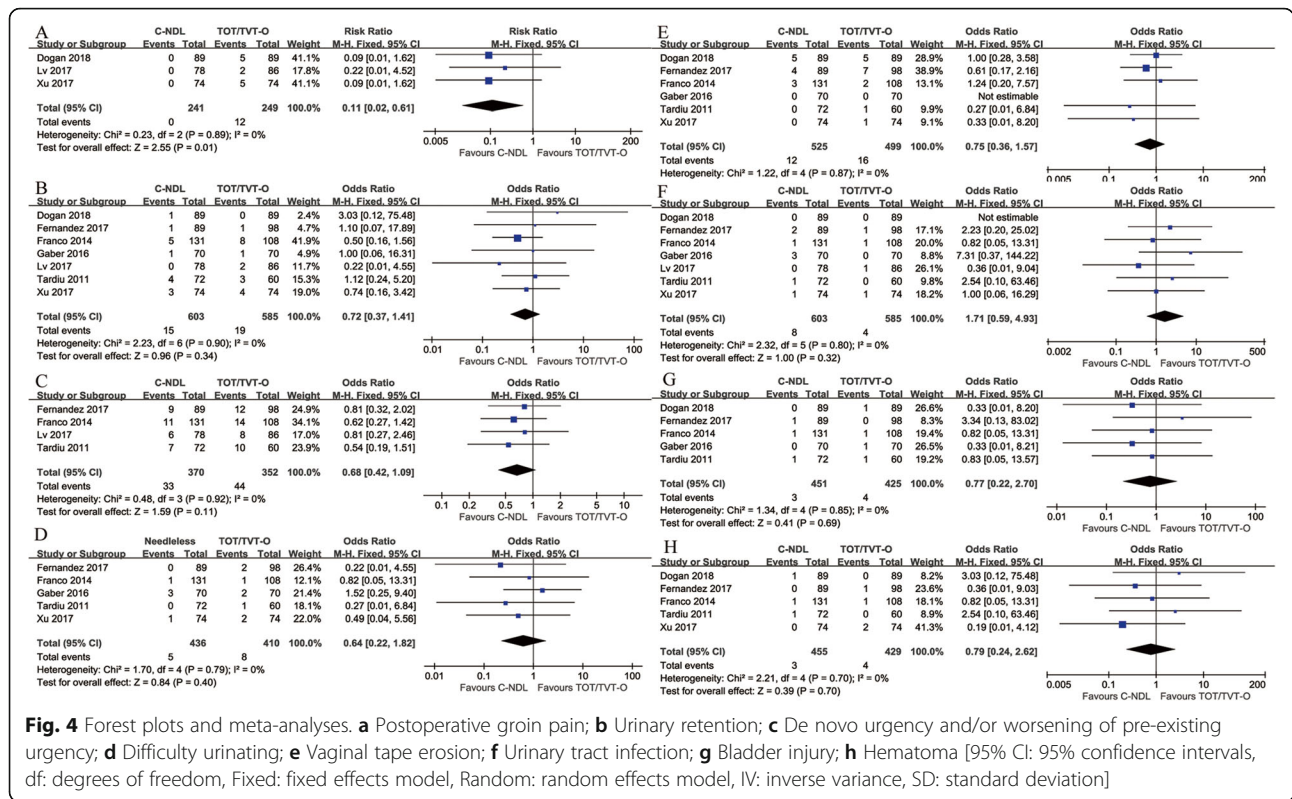 A
C-NDL TOT/TVT-O Risk Ratio Risk Ratio
Study or Subgroup Events Total Events Total Weight M-H. Fixed. 95% CI M-H. Fixed. 95% CI
Dogan 2018 0 89 5 89 41.1% 0.09 [0.01, 1.62]
Lv 2017 0 78 2 86 17.8% 0.22 [0.01, 4.52]
Xu 2017 0 74 5 74 41.1% 0.09 [0.01, 1.62]
Total (95% CI) 241 249 100.0% 0.11 [0.02, 0.61]
Total events 0 12
Heterogeneity: Chi² = 0.23, df = 2 (P = 0.89); I² = 0%
Test for overall effect: Z = 2.55 (P = 0.01)
0.005 0.1 1 10 200
Favours C-NDL Favours TOT/TVT-O
B
C-NDL TOT/TVT-O Odds Ratio Odds Ratio
Study or Subgroup Events Total Events Total Weight M-H. Fixed. 95% CI M-H. Fixed. 95% CI
Dogan 2018 1 89 0 89 2.4% 3.03 [0.12, 75.48]
Fernandez 2017 1 89 1 98 4.7% 1.10 [0.07, 17.89]
Franco 2014 5 131 8 108 41.9% 0.50 [0.16, 1.56]
Gaber 2016 1 70 1 70 4.9% 1.00 [0.06, 16.31]
Lv 2017 0 78 2 86 11.7% 0.22 [0.01, 4.55]
Tardiu 2011 4 72 3 60 15.3% 1.12 [0.24, 5.20]
Xu 2017 3 74 4 74 19.0% 0.74 [0.16, 3.42]
Total (95% CI) 603 585 100.0% 0.72 [0.37, 1.41]
Total events 15 19
Heterogeneity: Chi² = 2.23, df = 6 (P = 0.90); I² = 0%
Test for overall effect: Z = 0.96 (P = 0.34)
0.01 0.1 1 10 100
Favours C-NDL Favours TOT/TVT-O
C
C-NDL TOT/TVT-O Odds Ratio Odds Ratio
Study or Subgroup Events Total Events Total Weight M-H. Fixed. 95% CI M-H. Fixed. 95% CI
Fernandez 2017 9 89 12 98 24.9% 0.81 [0.32, 2.02]
Franco 2014 11 131 14 108 34.1% 0.62 [0.27, 1.42]
Lv 2017 6 78 8 86 17.0% 0.81 [0.27, 2.46]
Tardiu 2011 7 72 10 60 23.9% 0.54 [0.19, 1.51]
Total (95% CI) 370 352 100.0% 0.68 [0.42, 1.09]
Total events 33 44
Heterogeneity: Chi² = 0.48, df = 3 (P = 0.92); I² = 0%
Test for overall effect: Z = 1.59 (P = 0.11)
0.1 0.2 0.5 1 2 5 10
Favours C-NDL Favours TOT/TVT-O
D
Needleless TOT/TVT-O Odds Ratio Odds Ratio
Study or Subgroup Events Total Events Total Weight M-H. Fixed. 95% CI M-H. Fixed. 95% CI
Fernandez 2017 0 89 2 98 26.4% 0.22 [0.01, 4.55]
Franco 2014 1 131 1 108 12.1% 0.82 [0.05, 13.31]
Gaber 2016 3 70 2 70 21.4% 1.52 [0.25, 9.40]
Tardiu 2011 0 72 1 60 18.1% 0.27 [0.01, 6.84]
Xu 2017 1 74 2 74 22.0% 0.49 [0.04, 5.56]
Total (95% CI) 436 410 100.0% 0.64 [0.22, 1.82]
Total events 5 8
Heterogeneity: Chi² = 1.70, df = 4 (P = 0.79); I² = 0%
Test for overall effect: Z = 0.84 (P = 0.40)
0.01 0.1 1 10 100
Favours C-NDL Favours TOT/TVT-O
E
C-NDL TOT/TVT-O Odds Ratio Odds Ratio
Study or Subgroup Events Total Events Total Weight M-H. Fixed. 95% CI M-H. Fixed. 95% CI
Dogan 2018 5 89 5 89 28.9% 1.00 [0.28, 3.58]
Fernandez 2017 4 89 7 98 38.9% 0.61 [0.17, 2.16]
Franco 2014 3 131 2 108 13.1% 1.24 [0.20, 7.57]
Gaber 2016 0 70 0 70 Not estimable
Tardiu 2011 0 72 1 60 9.9% 0.27 [0.01, 6.84]
Xu 2017 0 74 1 74 9.1% 0.33 [0.01, 8.20]
Total (95% CI) 525 499 100.0% 0.75 [0.36, 1.57]
Total events 12 16
Heterogeneity: Chi² = 1.22, df = 4 (P = 0.87); I² = 0%
0.005 0.1 1 10 200
F
C-NDL TOT/TVT-O Odds Ratio Odds Ratio
Study or Subgroup Events Total Events Total Weight M-H. Fixed. 95% CI M-H. Fixed. 95% CI
Dogan 2018 0 89 0 89 Not estimable
Fernandez 2017 2 89 1 98 17.1% 2.23 [0.20, 25.02]
Franco 2014 1 131 1 108 20.0% 0.82 [0.05, 13.31]
Gaber 2016 3 70 0 70 8.6% 7.31 [0.37, 144.22]
Lv 2017 0 78 1 86 26.1% 0.36 [0.01, 9.04]
Tardiu 2011 1 72 0 60 9.9% 2.54 [0.10, 63.46]
Xu 2017 1 74 1 74 18.2% 1.00 [0.06, 16.29]
Total (95% CI) 603 585 100.0% 1.71 [0.59, 4.93]
Total events 8 4
Heterogeneity: Chi² = 2.32, df = 5 (P = 0.80); I² = 0%
Test for overall effect: Z = 1.00 (P = 0.32)
0.002 0.1 1 10 500
Favours C-NDL Favours TOT/TVT-O
G
C-NDL TOT/TVT-O Odds Ratio Odds Ratio
Study or Subgroup Events Total Events Total Weight M-H. Fixed. 95% CI M-H. Fixed. 95% CI
Dogan 2018 0 89 1 89 26.6% 0.33 [0.01, 8.20]
Fernandez 2017 1 89 0 98 8.3% 3.34 [0.13, 83.02]
Franco 2014 1 131 1 108 19.4% 0.82 [0.05, 13.31]
Gaber 2016 0 70 1 70 26.6% 0.33 [0.01, 8.21]
Tardiu 2011 1 72 1 60 19.2% 0.83 [0.05, 13.57]
Total (95% CI) 451 425 100.0% 0.77 [0.22, 2.70]
Total events 3 4
Heterogeneity: Chi² = 1.34, df = 4 (P = 0.85); I² = 0%
Test for overall effect: Z = 0.41 (P = 0.69)
0.01 0.1 1 10 100
Favours C-NDL Favours TOT/TVT-O
H
C-NDL TOT/TVT-O Odds Ratio Odds Ratio
Study or Subgroup Events Total Events Total Weight M-H. Fixed. 95% CI M-H. Fixed. 95% CI
Dogan 2018 1 89 0 89 8.2% 3.03 [0.12, 75.48]
Fernandez 2017 0 89 1 98 23.6% 0.36 [0.01, 9.03]
Franco 2014 1 131 1 108 18.1% 0.82 [0.05, 13.31]
Tardiu 2011 1 72 0 60 8.9% 2.54 [0.10, 63.46]
Xu 2017 0 74 2 74 41.3% 0.19 [0.01, 4.12]
Total (95% CI) 455 429 100.0% 0.79 [0.24, 2.62]
Total events 3 4
Heterogeneity: Chi² = 2.21, df = 4 (P = 0.70); I² = 0%
Test for overall effect: Z = 0.39 (P = 0.70)
0.005 0.1 1 10 200
Favours C-NDL Favours TOT/TVT-O
Fig. 4 Forest plots and meta-analyses. a Postoperative groin pain; b Urinary retention; c De novo urgency and/or worsening of pre-existing
urgency; d Difficulty urinating; e Vaginal tape erosion; f Urinary tract infection; g Bladder injury; h Hematoma [95% CI: 95% confidence intervals,
df: degrees of freedom, Fixed: fixed effects model, Random: random effects model, IV: inverse variance, SD: standard deviation]